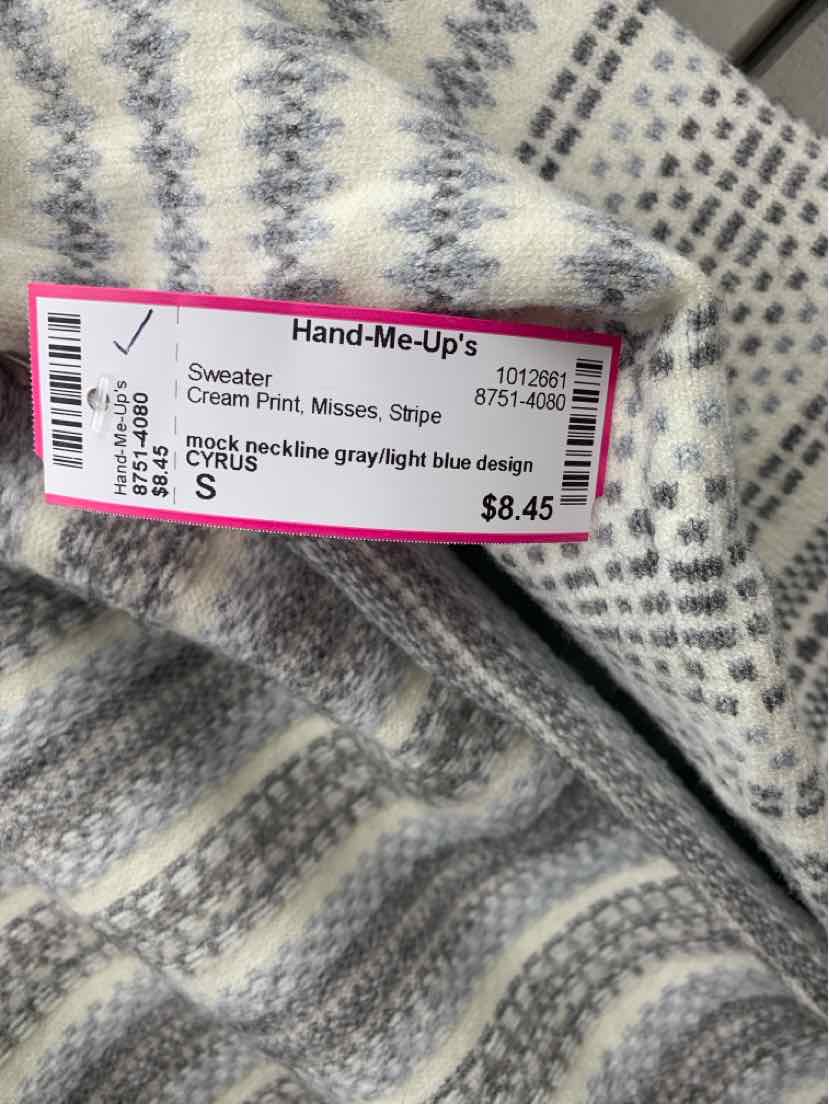 Hand-Me-Up's
8751-4080
$8.45
Hand-Me-Up's
Sweater 1012661
Cream Print, Misses, Stripe 8751-4080
mock neckline gray/light blue design
CYRUS
S $8.45